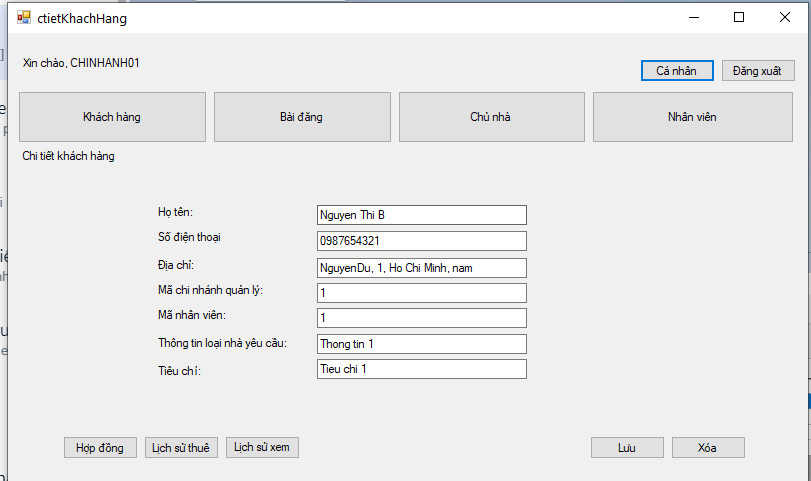 ctietKhachHang
Xin chào, CHINHANH01
Cá nhân
Đăng xuất
Khách hàng
Bài đăng
Chủ nhà
Nhân viên
Chi tiết khách hàng
Họ tên:
Nguyen Thi B
Số điện thoại
0987654321
Địa chỉ:
NguyenDu, 1, Ho Chi Minh, nam
Mã chi nhánh quản lý:
1
Mã nhân viên:
1
Thông tin loại nhà yêu cầu:
Thong tin 1
Tiêu chí:
Tieu chi 1
Hợp đồng
Lịch sử thuê
Lịch sử xem
Lưu
Xóa